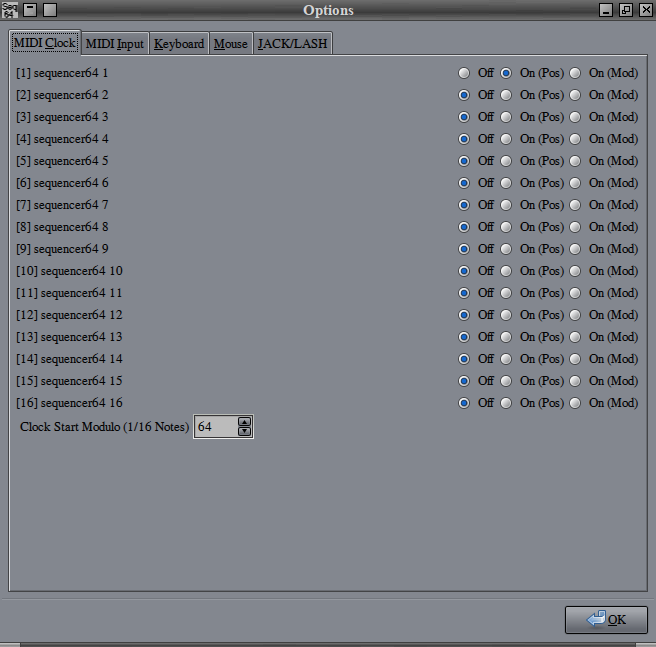 Seq
64
Options
MIDI Clock MIDI Input Keyboard Mouse JACK/LASH
[1] sequencer64 1 Off On (Pos) On (Mod)
[2] sequencer64 2 Off On (Pos) On (Mod)
[3] sequencer64 3 Off On (Pos) On (Mod)
[4] sequencer64 4 Off On (Pos) On (Mod)
[5] sequencer64 5 Off On (Pos) On (Mod)
[6] sequencer64 6 Off On (Pos) On (Mod)
[7] sequencer64 7 Off On (Pos) On (Mod)
[8] sequencer64 8 Off On (Pos) On (Mod)
[9] sequencer64 9 Off On (Pos) On (Mod)
[10] sequencer64 10 Off On (Pos) On (Mod)
[11] sequencer64 11 Off On (Pos) On (Mod)
[12] sequencer64 12 Off On (Pos) On (Mod)
[13] sequencer64 13 Off On (Pos) On (Mod)
[14] sequencer64 14 Off On (Pos) On (Mod)
[15] sequencer64 15 Off On (Pos) On (Mod)
[16] sequencer64 16 Off On (Pos) On (Mod)
Clock Start Modulo (1/16 Notes) 64
OK